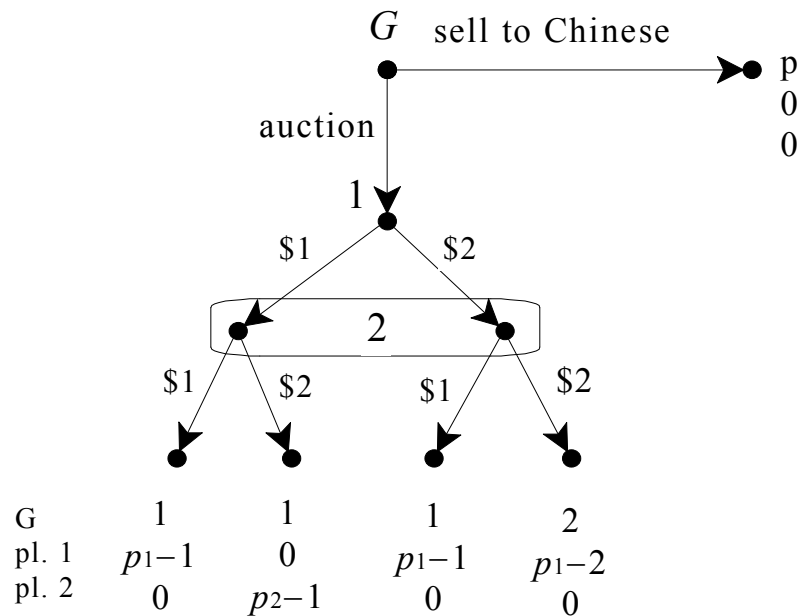 G sell to Chinese p
0
0
auction
1
$1 $2
2
$1 $2 $1 $2
G 1 1 1 2
pl. 1 p1−1 0 p1−1 p1−2
pl. 2 0 p2−1 0 0